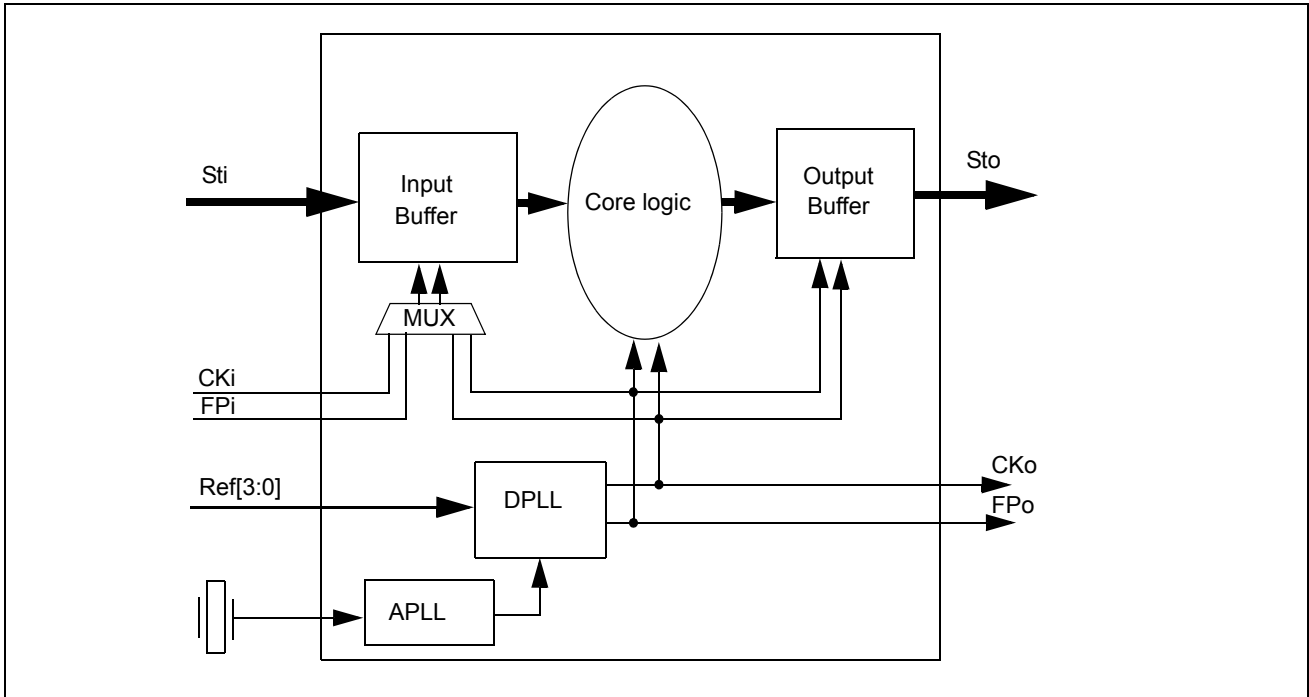 Sti
Input
Buffer
Core logic
Output
Buffer
Sto
MUX
CKi
FPi
Ref[3:0]
DPLL
CKo
FPo
APLL